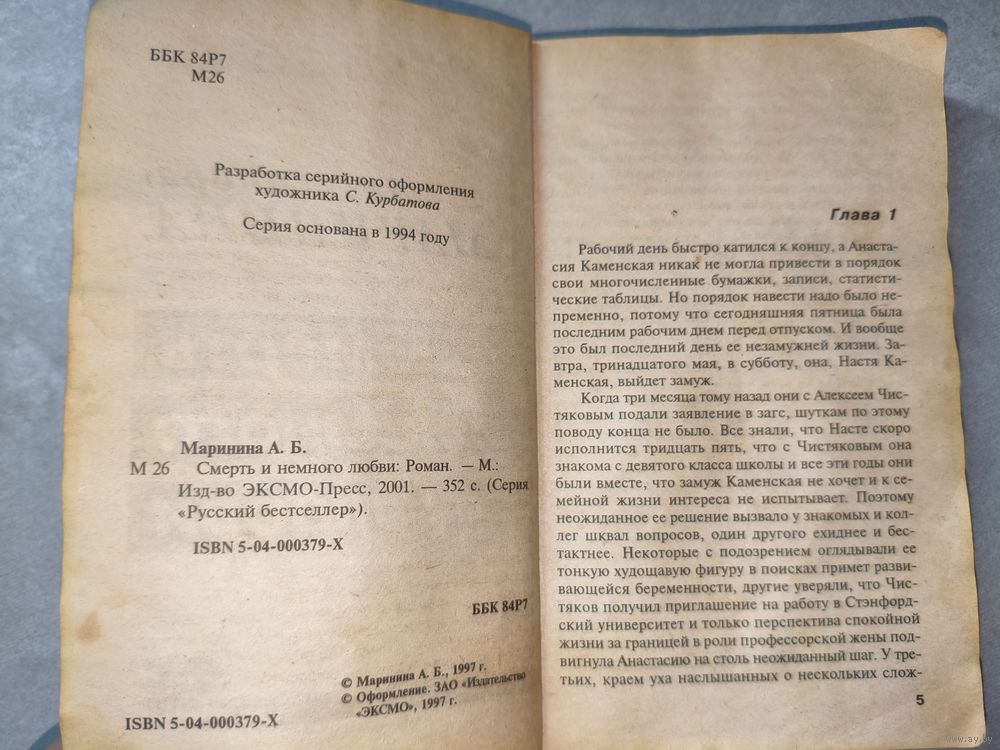 ББК 84Р7
М26
Разработка серийного оформления
художника С. Курбатова
Серия основана в 1994 году
Маринина А. Б.
М 26 Смерть и немного любви: Роман. — М.:
Изд-во ЭКСМО-Пресс, 2001. — 352 с. (Серия
«Русский бестселлер»).
ISBN 5-04-000379-X
ББК 84Р7
© Маринина А. Б., 1997 г.
© Оформление. ЗАО «Издательство
«ЭКСМО», 1997 г.
ISBN 5-04-000379-X
Глава 1
Рабочий день быстро катился к концу, а Анаста-
сия Каменская никак не могла привести в порядок
свои многочисленные бумажки, записи, статисти-
ческие таблицы. Но порядок навести надо было не-
пременно, потому что сегодняшняя пятница была
последним рабочим днем перед отпуском. И вообще
это был последний день ее незамужней жизни. За-
втра, тринадцатого мая, в субботу, она, Настя Ка-
менская, выйдет замуж.
Когда три месяца тому назад они с Алексеем Чис-
тяковым подали заявление в загс, шуткам по этому
поводу конца не было. Все знали, что Насте скоро
исполнится тридцать пять, что с Чистяковым она
знакома с девятого класса школы и все эти годы они
были вместе, что замуж Каменская не хочет и к се-
мейной жизни интереса не испытывает. Поэтому
неожиданное ее решение вызвало у знакомых и кол-
лег шквал вопросов, один другого ехиднее и бес-
тактнее. Некоторые с подозрением оглядывали ее
тонкую худощавую фигуру в поисках примет разви-
вающейся беременности, другие уверяли, что Чис-
тяков получил приглашение на работу в Стэнфорд-
ский университет и только перспектива спокойной
жизни за границей в роли профессорской жены под-
вигнула Анастасию на столь неожиданный шаг. У тре-
тьих, краем уха наслышанных о нескольких слож-
5
www.ay.by